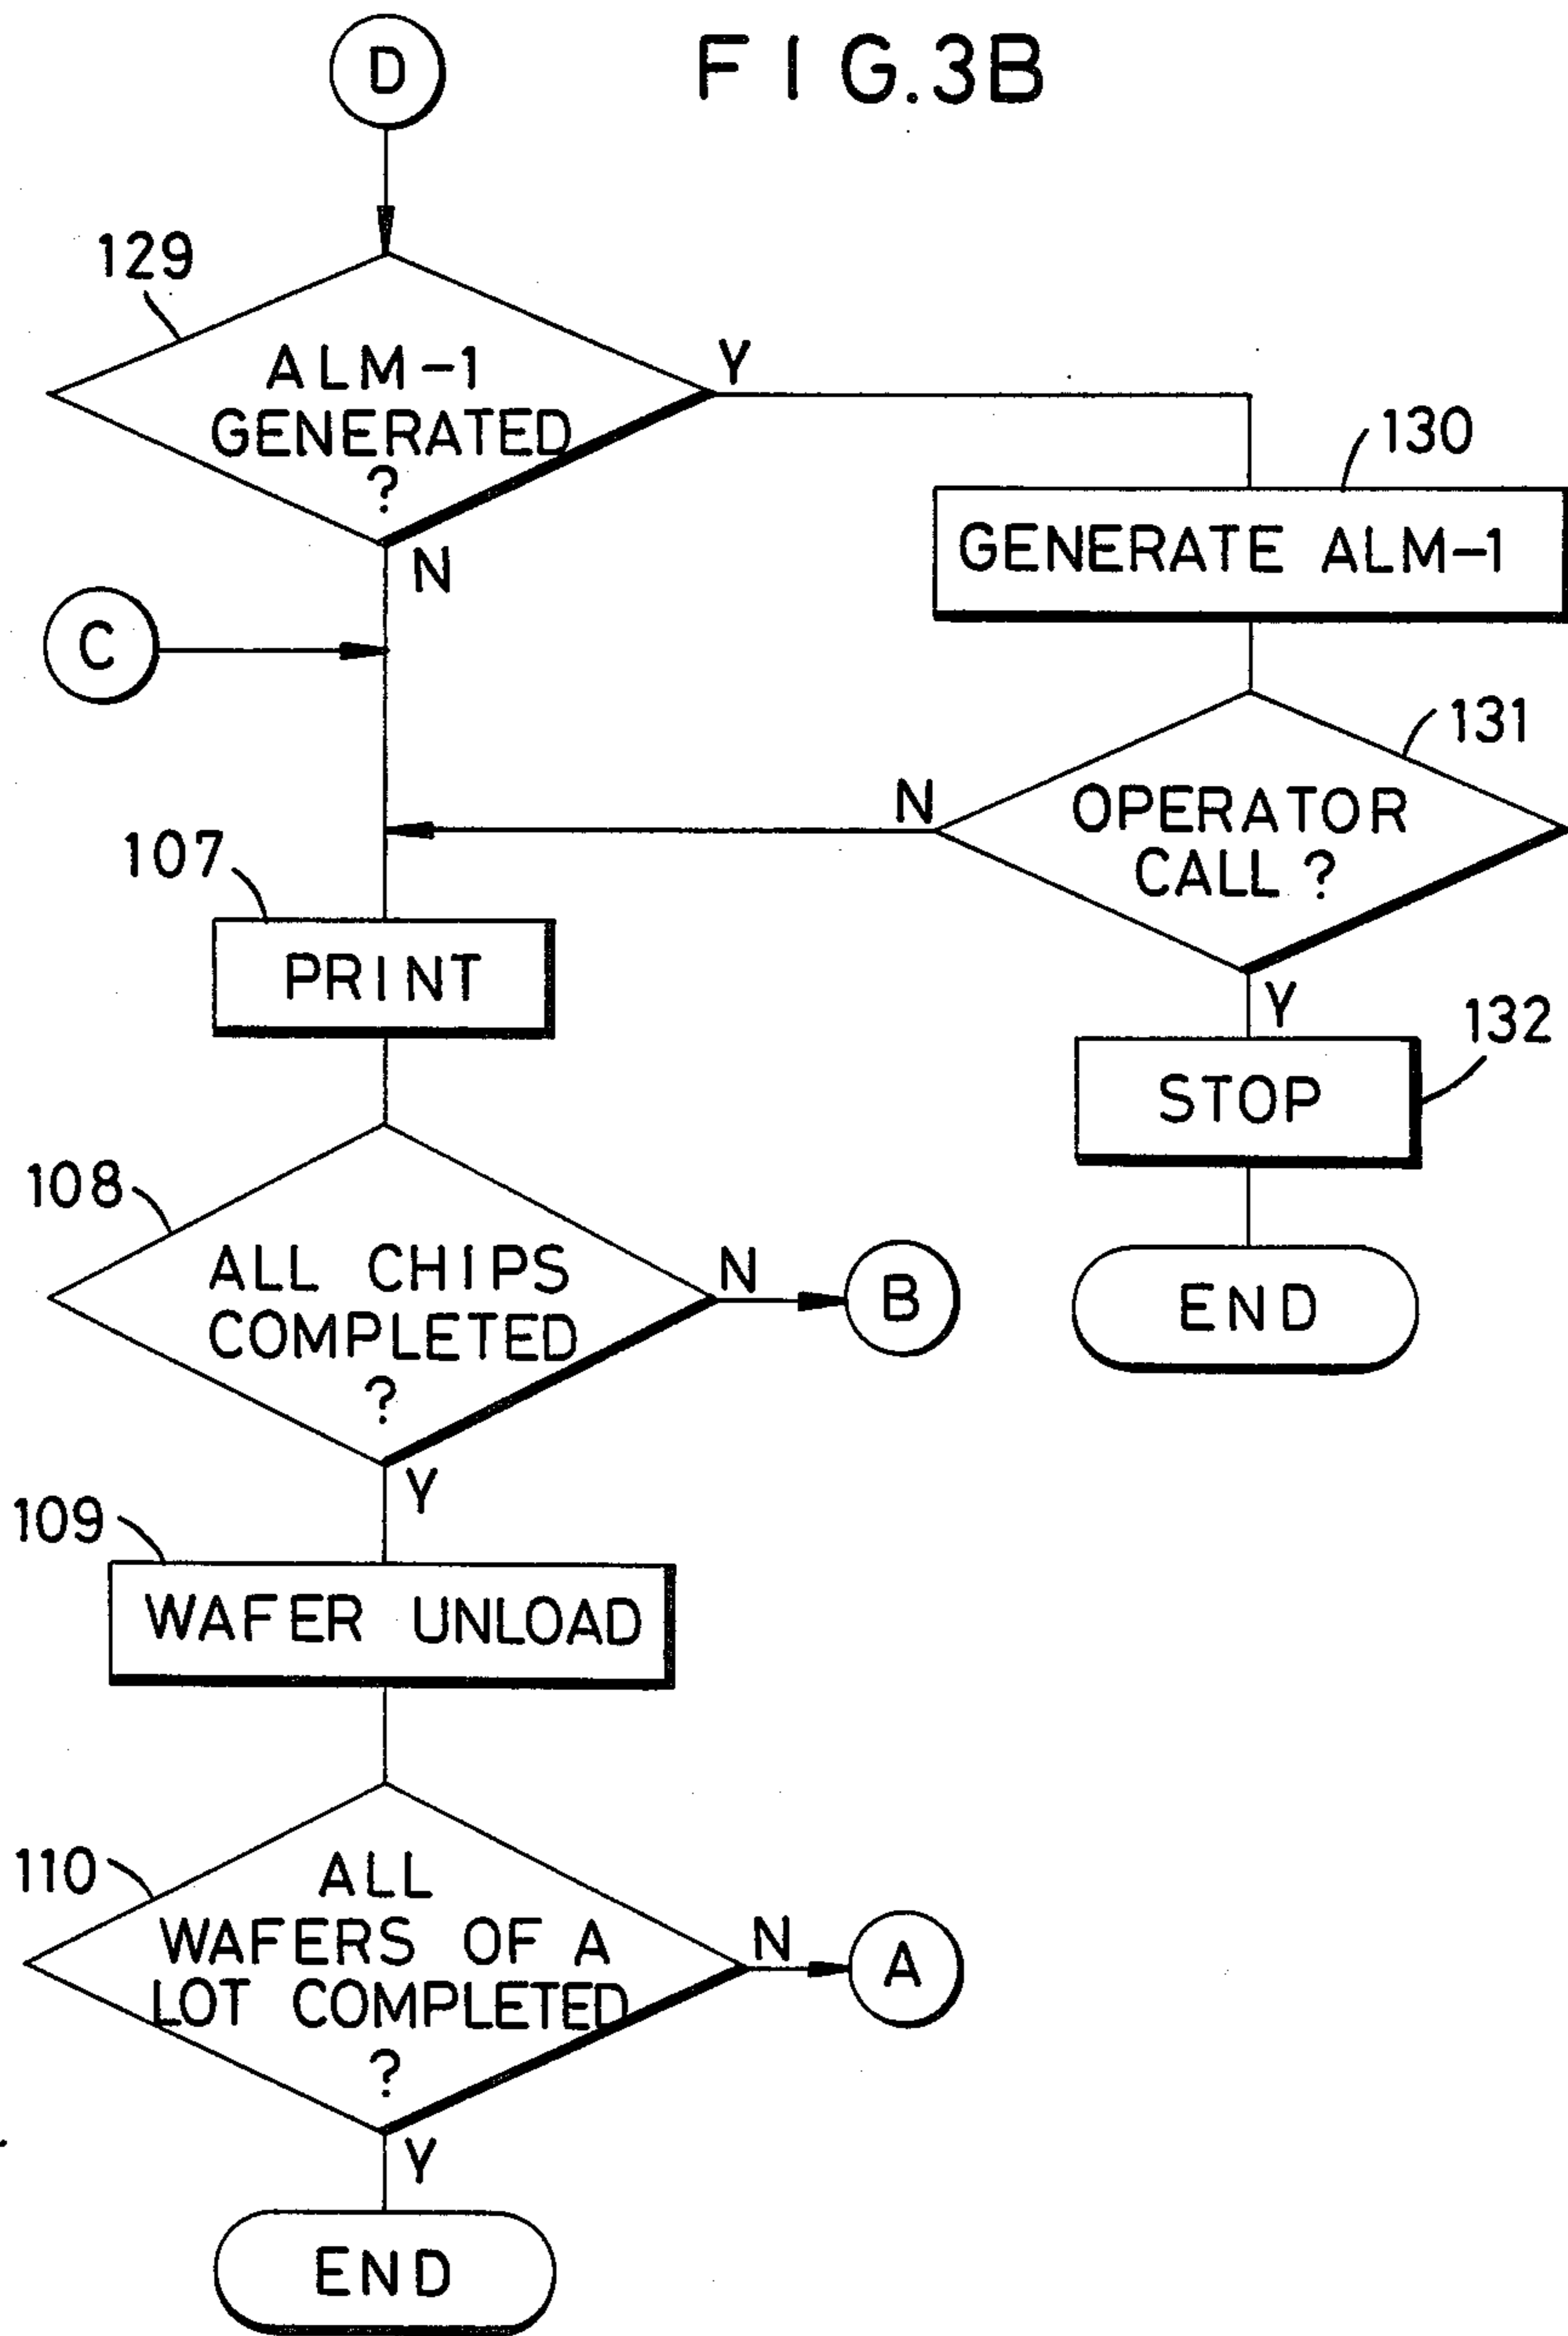 FIG.3B
D
129
ALM-1
GENERATED
?
Y
N
130
GENERATE ALM-1
C
131
OPERATOR
CALL ?
N
Y
107
PRINT
132
STOP
END
108
ALL CHIPS
COMPLETED
?
N
B
Y
109
WAFER UNLOAD
110
ALL
WAFERS OF A
LOT COMPLETED
?
N
A
Y
END